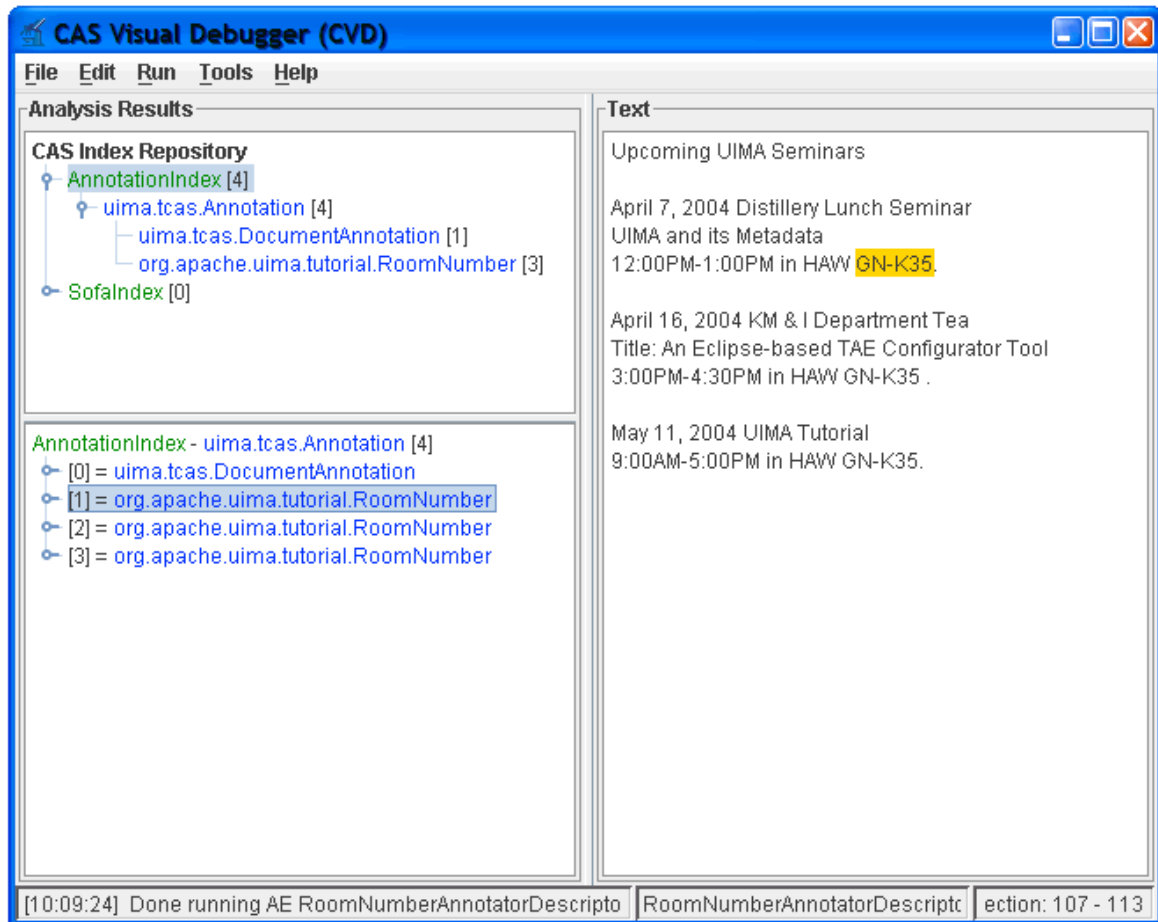 CAS Visual Debugger (CVD)
File Edit Run Tools Help
Analysis Results
CAS Index Repository
AnnotationIndex [4]
uima.tcas.Annotation [4]
uima.tcas.DocumentAnnotation [1]
org.apache.uima.tutorial.RoomNumber [3]
SofaIndex [0]
AnnotationIndex - uima.tcas.Annotation [4]
[0] = uima.tcas.DocumentAnnotation
[1] = org.apache.uima.tutorial.RoomNumber
[2] = org.apache.uima.tutorial.RoomNumber
[3] = org.apache.uima.tutorial.RoomNumber
Text
Upcoming UIMA Seminars
April 7, 2004 Distillery Lunch Seminar
UIMA and its Metadata
12:00PM-1:00PM in HAW GN-K35.
April 16, 2004 KM & I Department Tea
Title: An Eclipse-based TAE Configurator Tool
3:00PM-4:30PM in HAW GN-K35 .
May 11, 2004 UIMA Tutorial
9:00AM-5:00PM in HAW GN-K35.
[10:09:24] Done running AE RoomNumberAnnotatorDescripto
RoomNumberAnnotatorDescriptc
ection: 107 - 113